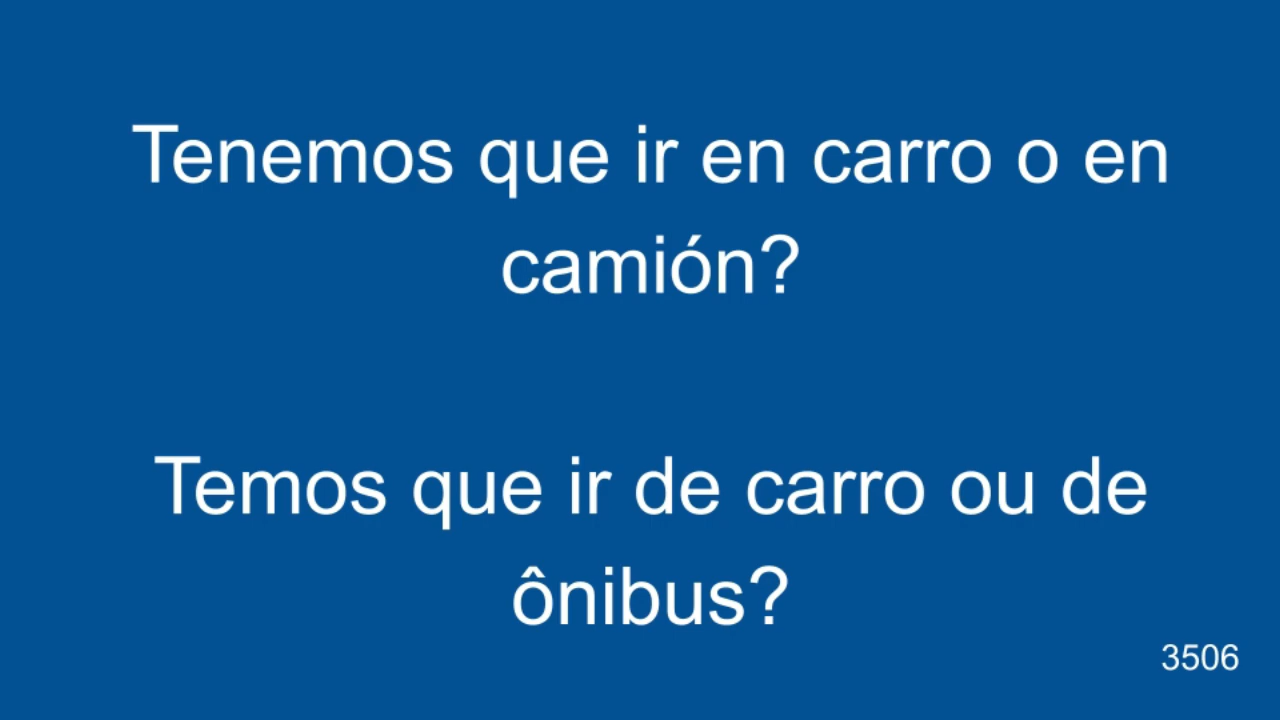 Tenemos que ir en carro o en
camión?
Temos que ir de carro ou de
ônibus?
3506